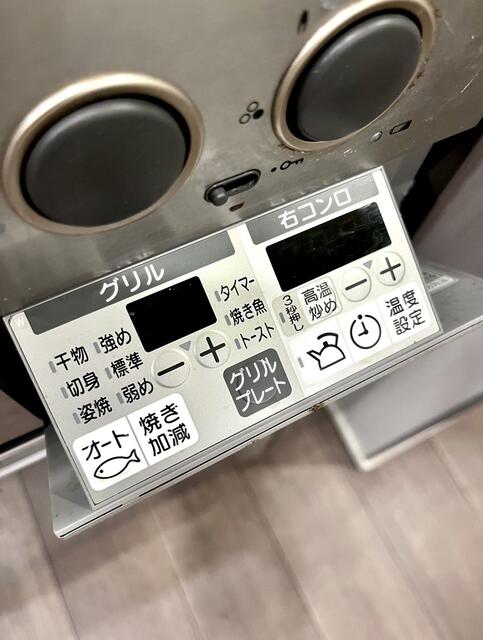 グリル
干物
強め
切身
標準
姿焼
弱め
オート
焼き
加減
タイマー
焼き魚
トースト
− +
グリル
プレート
右コンロ
3秒押し
高温
炒め
− +
温度
設定